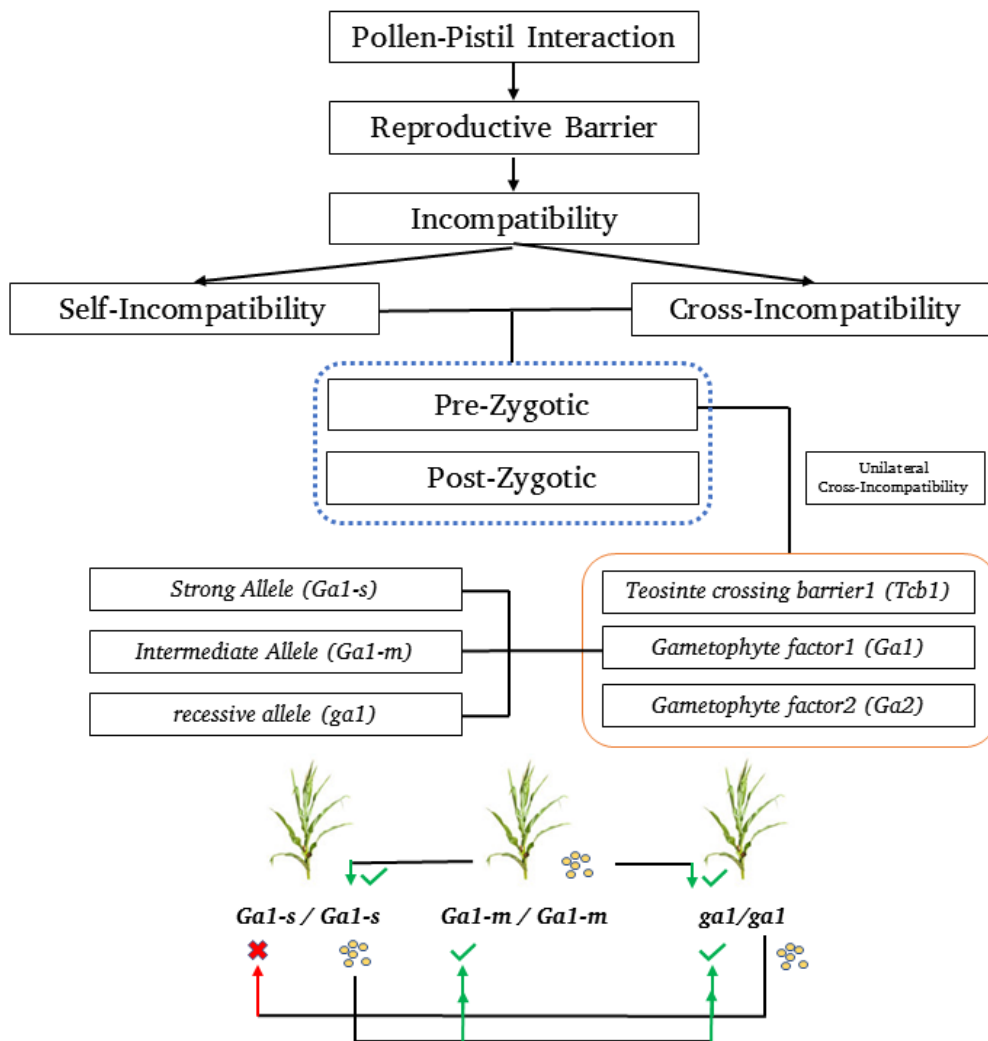 Pollen-Pistil Interaction
Reproductive Barrier
Incompatibility
Self-Incompatibility
Cross-Incompatibility
Pre-Zygotic
Post-Zygotic
Unilateral
Cross-Incompatibility
Strong Allele (Ga1-s)
Intermediate Allele (Ga1-m)
recessive allele (ga1)
Teosinte crossing barrier1 (Tcb1)
Gametophyte factor1 (Ga1)
Gametophyte factor2 (Ga2)
Ga1-s / Ga1-s
Ga1-m / Ga1-m
ga1/ga1